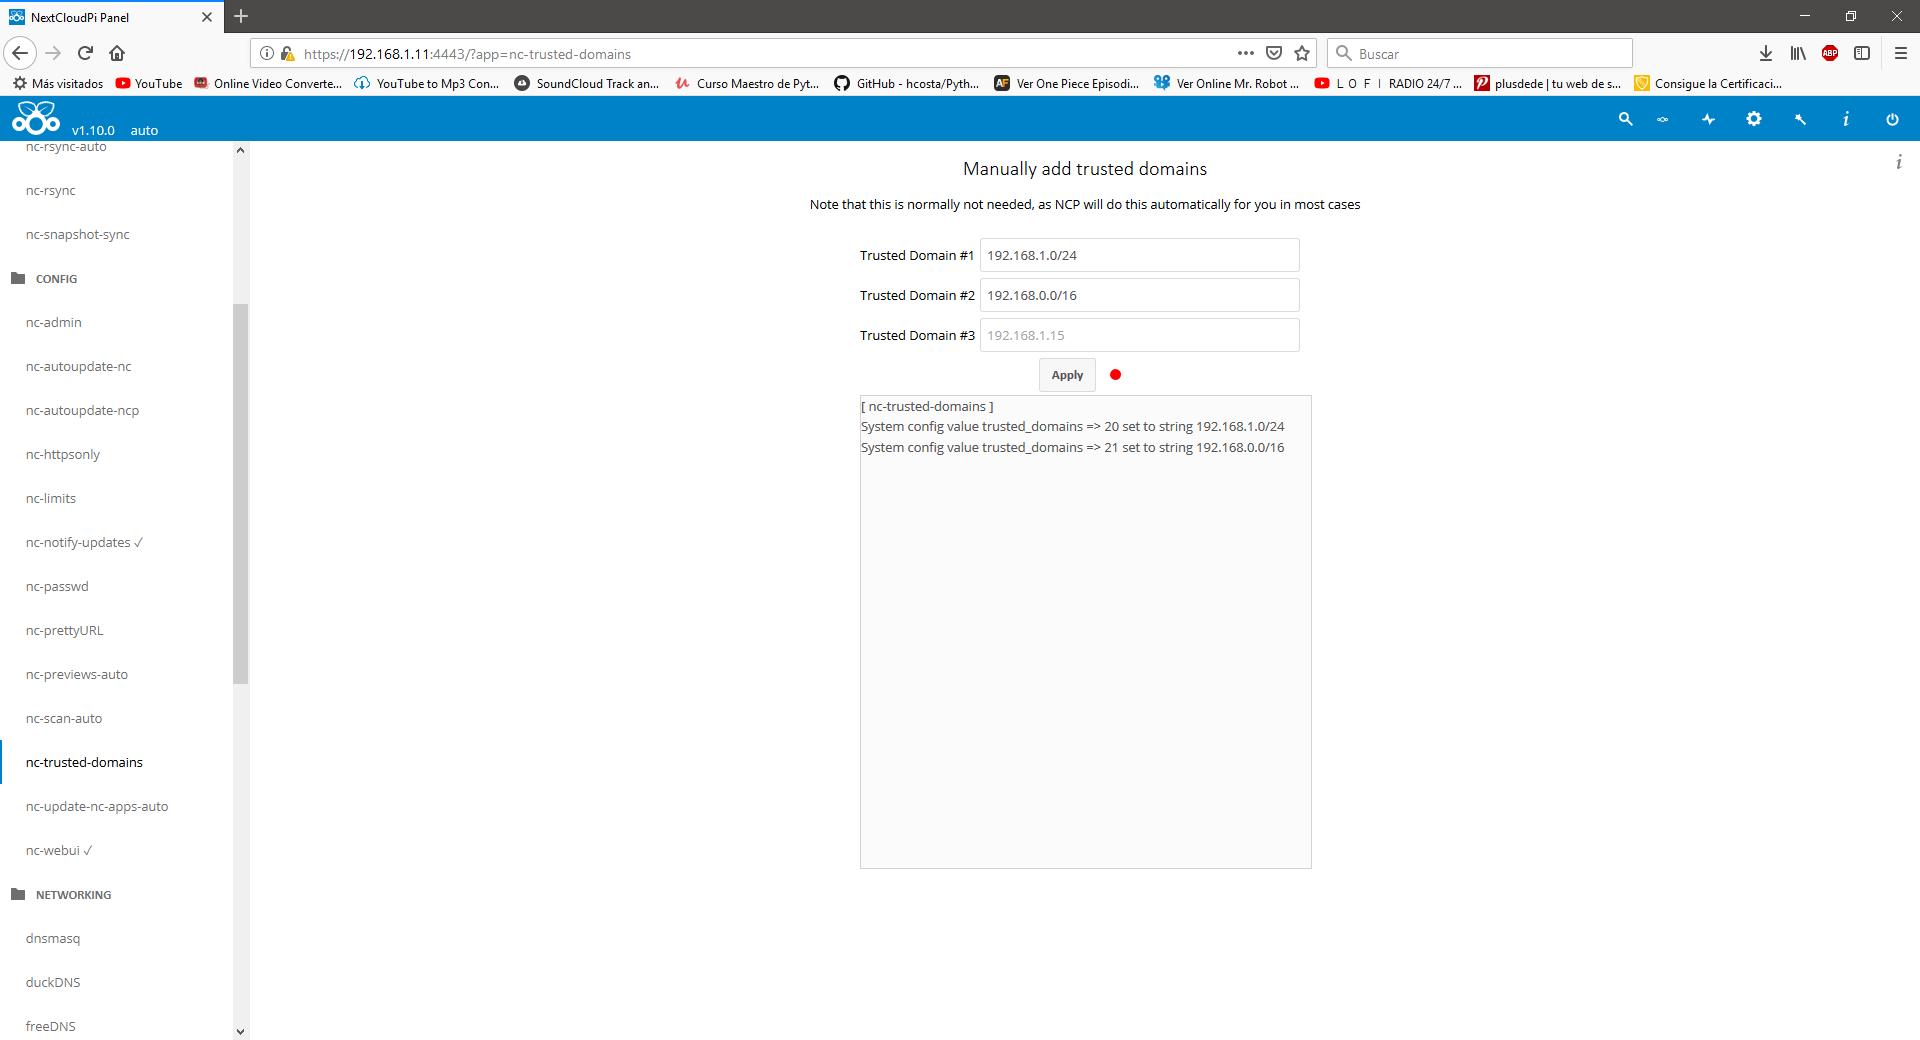 NextCloudPi Panel
https://192.168.1.11:4443/?app=nc-trusted-domains
Buscar
Más visitados
YouTube
Online Video Converte...
YouTube to Mp3 Con...
SoundCloud Track an...
Curso Maestro de Pyt...
GitHub - hcosta/Pyth...
Ver One Piece Episodi...
Ver Online Mr. Robot ...
L O F I RADIO 24/7 ...
plusdede | tu web de s...
Consigue la Certificaci...
ABP
v1.10.0 auto
nc-rsync-auto
nc-rsync
nc-snapshot-sync
CONFIG
nc-admin
nc-autoupdate-nc
nc-autoupdate-ncp
nc-httpsonly
nc-limits
nc-notify-updates ✓
nc-passwd
nc-prettyURL
nc-previews-auto
nc-scan-auto
nc-trusted-domains
nc-update-nc-apps-auto
nc-webui ✓
NETWORKING
dnsmasq
duckDNS
freeDNS
Manually add trusted domains
Note that this is normally not needed, as NCP will do this automatically for you in most cases
Trusted Domain #1 192.168.1.0/24
Trusted Domain #2 192.168.0.0/16
Trusted Domain #3 192.168.1.15
Apply
[ nc-trusted-domains ]
System config value trusted_domains => 20 set to string 192.168.1.0/24
System config value trusted_domains => 21 set to string 192.168.0.0/16